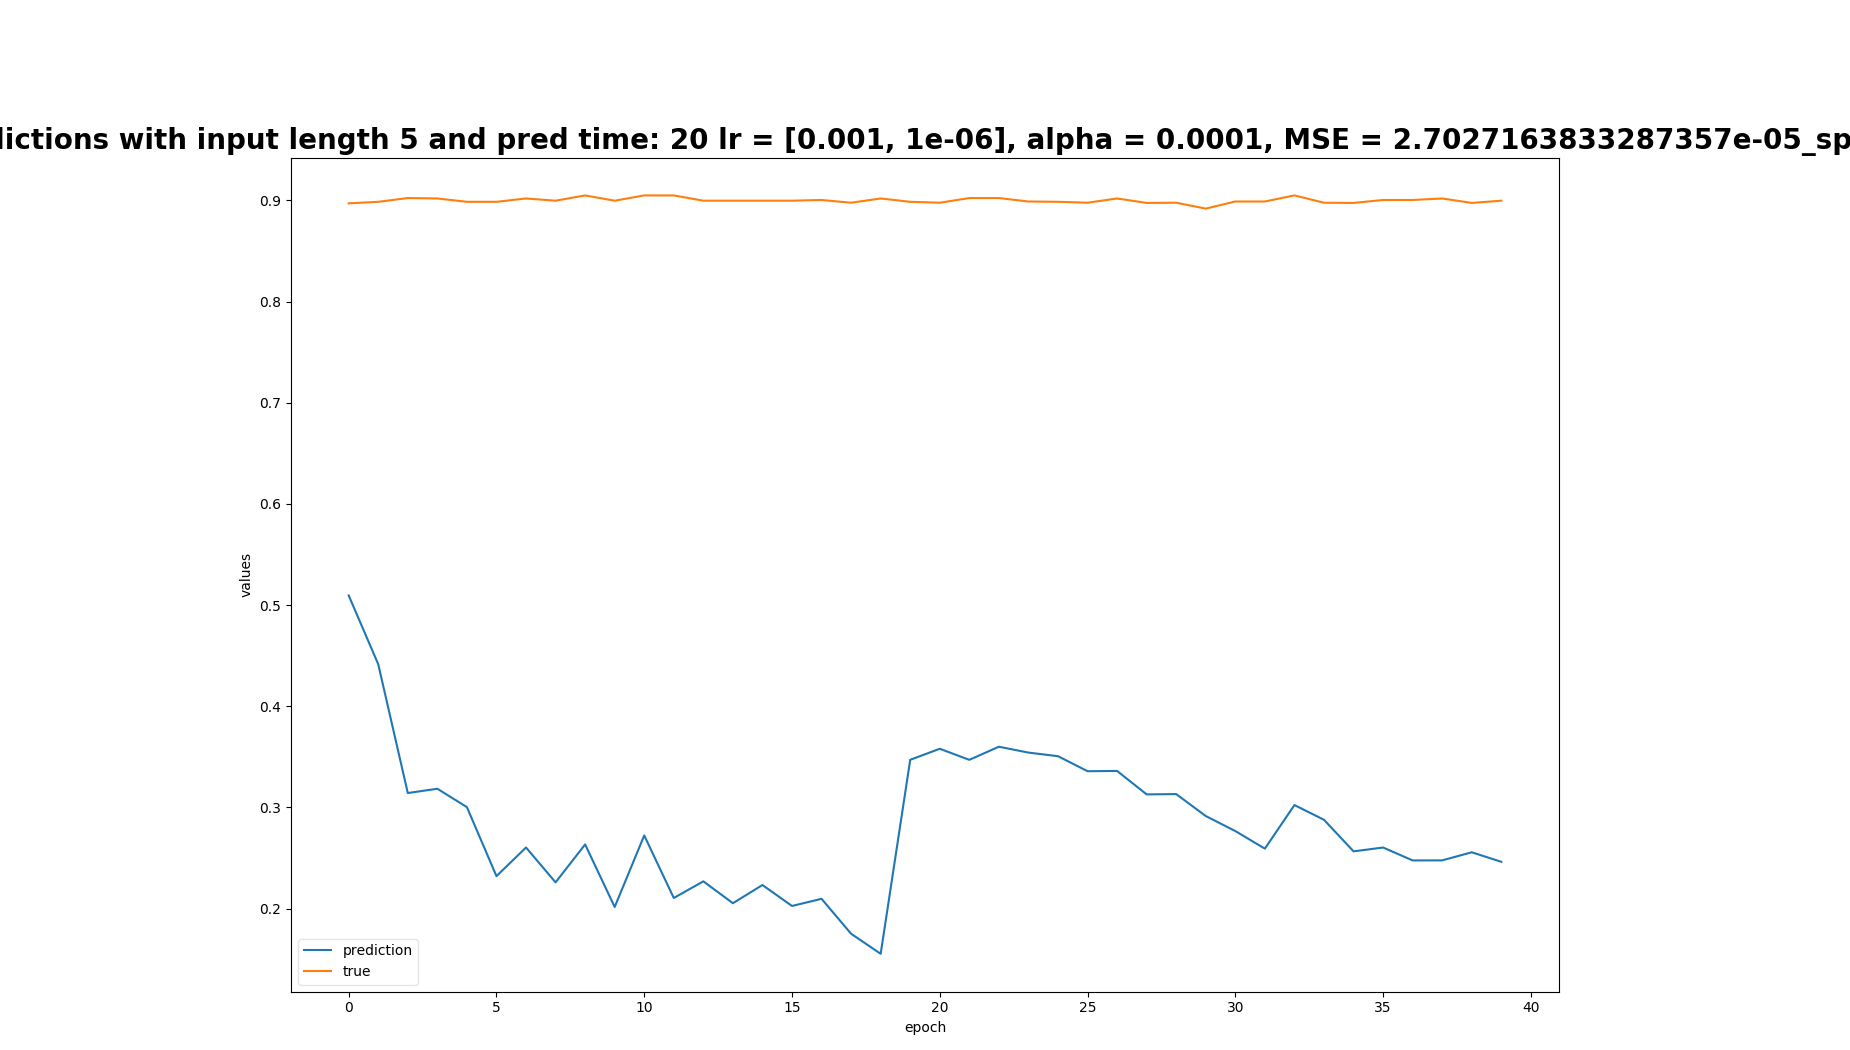 with input length 5 and pred time: 20 lr = [0.001, 1e-06], alpha = 0.0001, MSE = 2.7027163833287357e-05_sp
0.9
0.8
0.7
0.6
0.5
0.4
0.3
0.2
values
prediction
true
0 5 10 15 20 25 30 35 40
epoch